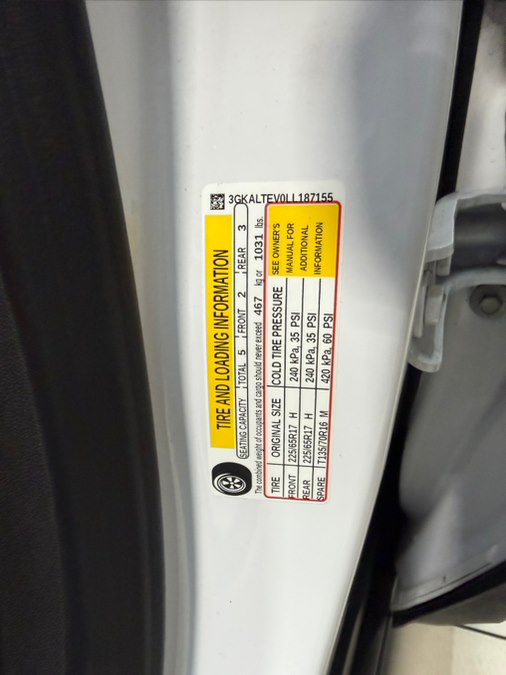 3GKALTEV0LL187155
TIRE AND LOADING INFORMATION
SEATING CAPACITY TOTAL 5 FRONT 2 REAR 3
The combined weight of occupants and cargo should never exceed 467 kg or 1031 lbs.
TIRE ORIGINAL SIZE COLD TIRE PRESSURE SEE OWNER'S
FRONT 225/65R17 H 240 kPa, 35 PSI MANUAL FOR
REAR 225/65R17 H 240 kPa, 35 PSI ADDITIONAL
SPARE T135/70R16 M 420 kPa, 60 PSI INFORMATION